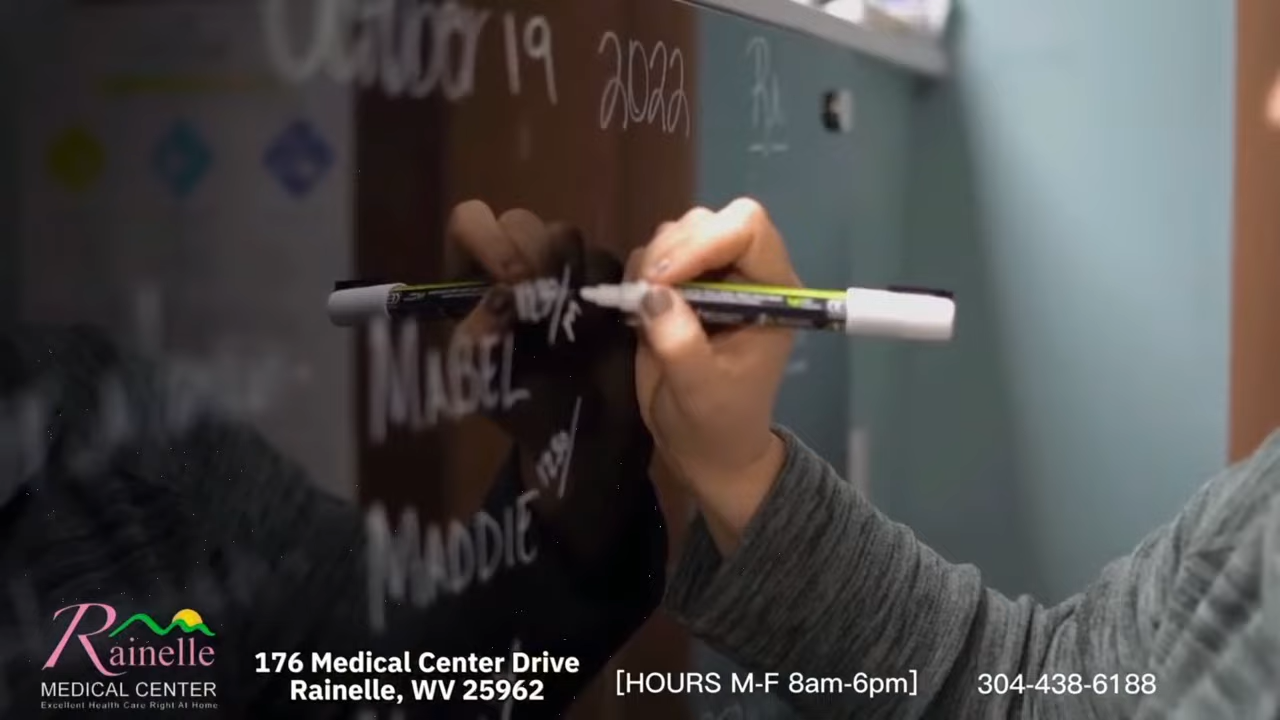 October 19 2022
Rx
MABEL
MADDIE
Rainelle
MEDICAL CENTER
Excellent Health Care Right At Home
176 Medical Center Drive
Rainelle, WV 25962
[HOURS M-F 8am-6pm]
304-438-6188